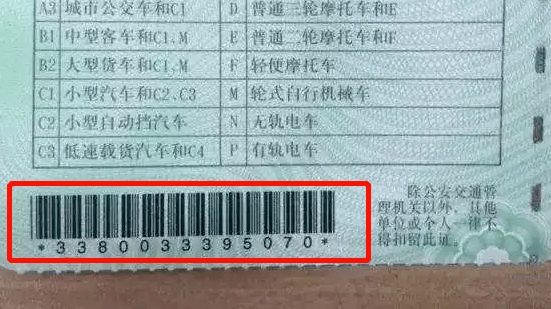 A3 城市公交车和C1 D 普通三轮摩托车和E
B1 中型客车和C1.M E 普通二轮摩托车和F
B2 大型货车和C1.M F 轻便摩托车
C1 小型汽车和C2.C3 M 轮式自行机械车
C2 小型自动挡汽车 N 无轨电车
C3 低速载货汽车和C4 P 有轨电车
*3380033395070*
除公安交通管
理机关以外，其他
单位或个人一律不
得扣留此证。